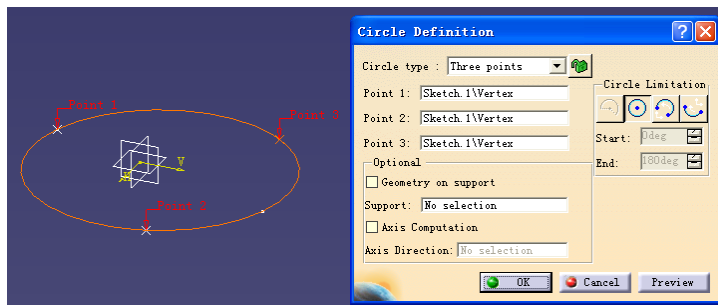 Circle Definition
Circle type : Three points
Point 1: Sketch.1\Vertex
Point 2: Sketch.1\Vertex
Point 3: Sketch.1\Vertex
Optional
Geometry on support
Support: No selection
Axis Computation
Axis Direction: No selection
Circle Limitation
Start: 0deg
End: 180deg
OK
Cancel
Preview
Point 1
Point
Point
V
H